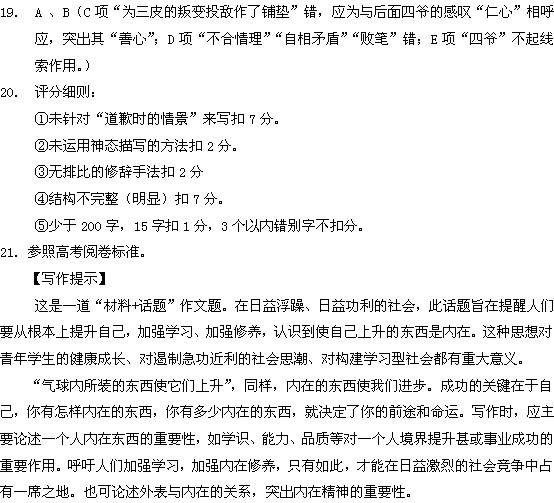 19. A、B（C项“为三皮的叛变投敌作了铺垫”错，应为与后面四爷的感叹“仁心”相呼
应，突出其“善心”；D项“不合情理”“自相矛盾”“败笔”错；E项“四爷”不起线
索作用。）
20. 评分细则：
①未针对“道歉时的情景”来写扣7分。
②未运用神态描写的方法扣2分。
③无排比的修辞手法扣2分
④结构不完整（明显）扣7分。
⑤少于200字，15字扣1分，3个以内错别字不扣分。
21. 参照高考阅卷标准。
【写作提示】
这是一道“材料+话题”作文题。在日益浮躁、日益功利的社会，此话题旨在提醒人们
要从根本上提升自己，加强学习、加强修养，认识到使自己上升的东西是内在。这种思想对
青年学生的健康成长、对遏制急功近利的社会思潮、对构建学习型社会都有重大意义。
“气球内所装的东西使它们上升”，同样，内在的东西使我们进步。成功的关键在于自
己，你有怎样内在的东西，你有多少内在的东西，就决定了你的前途和命运。写作时，应主
要论述一个人内在东西的重要性，如学识、能力、品质等对一个人境界提升甚或事业成功的
重要作用。呼吁人们加强学习，加强内在修养，只有如此，才能在日益激烈的社会竞争中占
有一席之地。也可论述外表与内在的关系，突出内在精神的重要性。